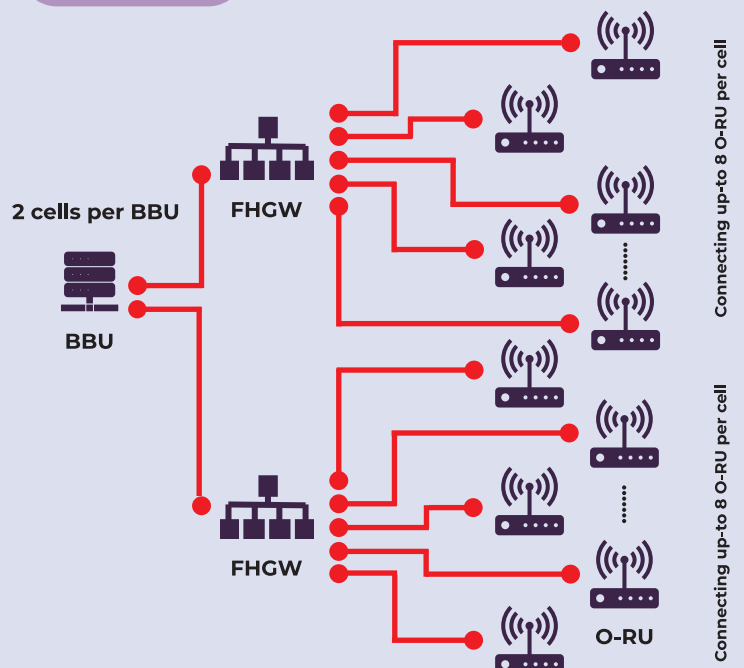 Connecting up-to 8 O-RU per cell
2 cells per BBU
FHGW
BBU
Connecting up-to 8 O-RU per cell
FHGW
O-RU